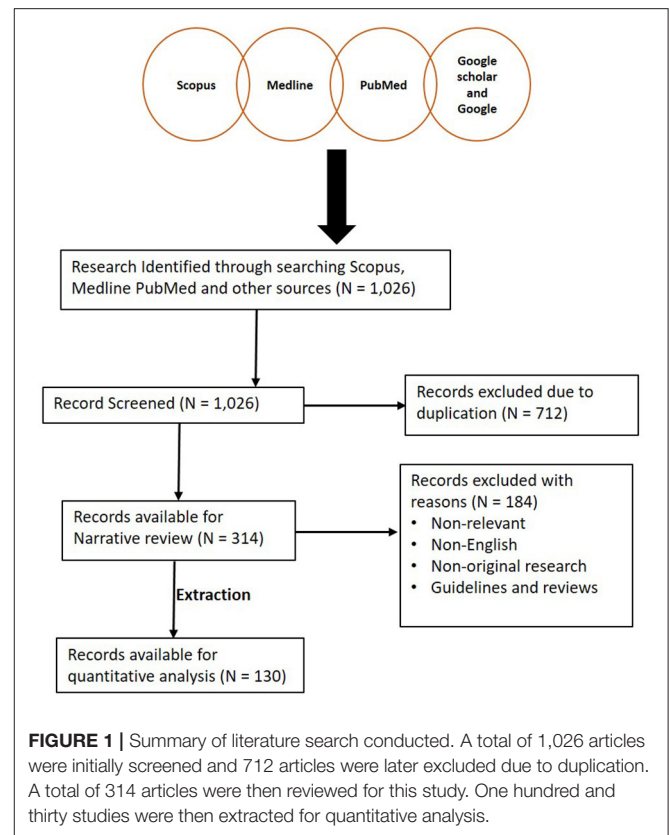 Scopus
Medline
PubMed
Google
scholar
and
Google
Research Identified through searching Scopus,
Medline PubMed and other sources (N = 1,026)
Record Screened (N = 1,026)
Records excluded due to
duplication (N = 712)
Records available for
Narrative review (N = 314)
Records excluded with
reasons (N = 184)
• Non-relevant
• Non-English
• Non-original research
• Guidelines and reviews
Extraction
Records available for
quantitative analysis (N = 130)
FIGURE 1 | Summary of literature search conducted. A total of 1,026 articles
were initially screened and 712 articles were later excluded due to duplication.
A total of 314 articles were then reviewed for this study. One hundred and
thirty studies were then extracted for quantitative analysis.